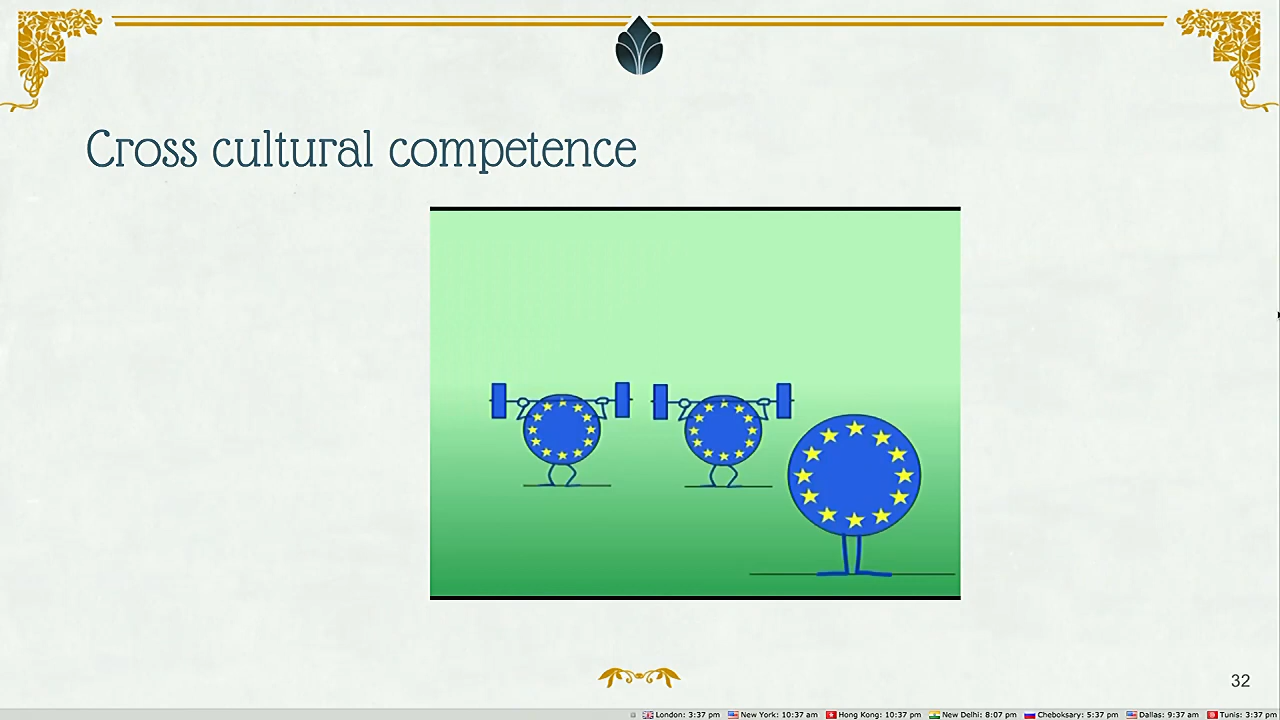 Cross cultural competence
32
London: 3:37 pm New York: 10:37 am Hong Kong: 10:37 pm New Delhi: 8:07 pm Cheboksary: 5:37 pm Dallas: 9:37 am Tunis: 3:37 pm